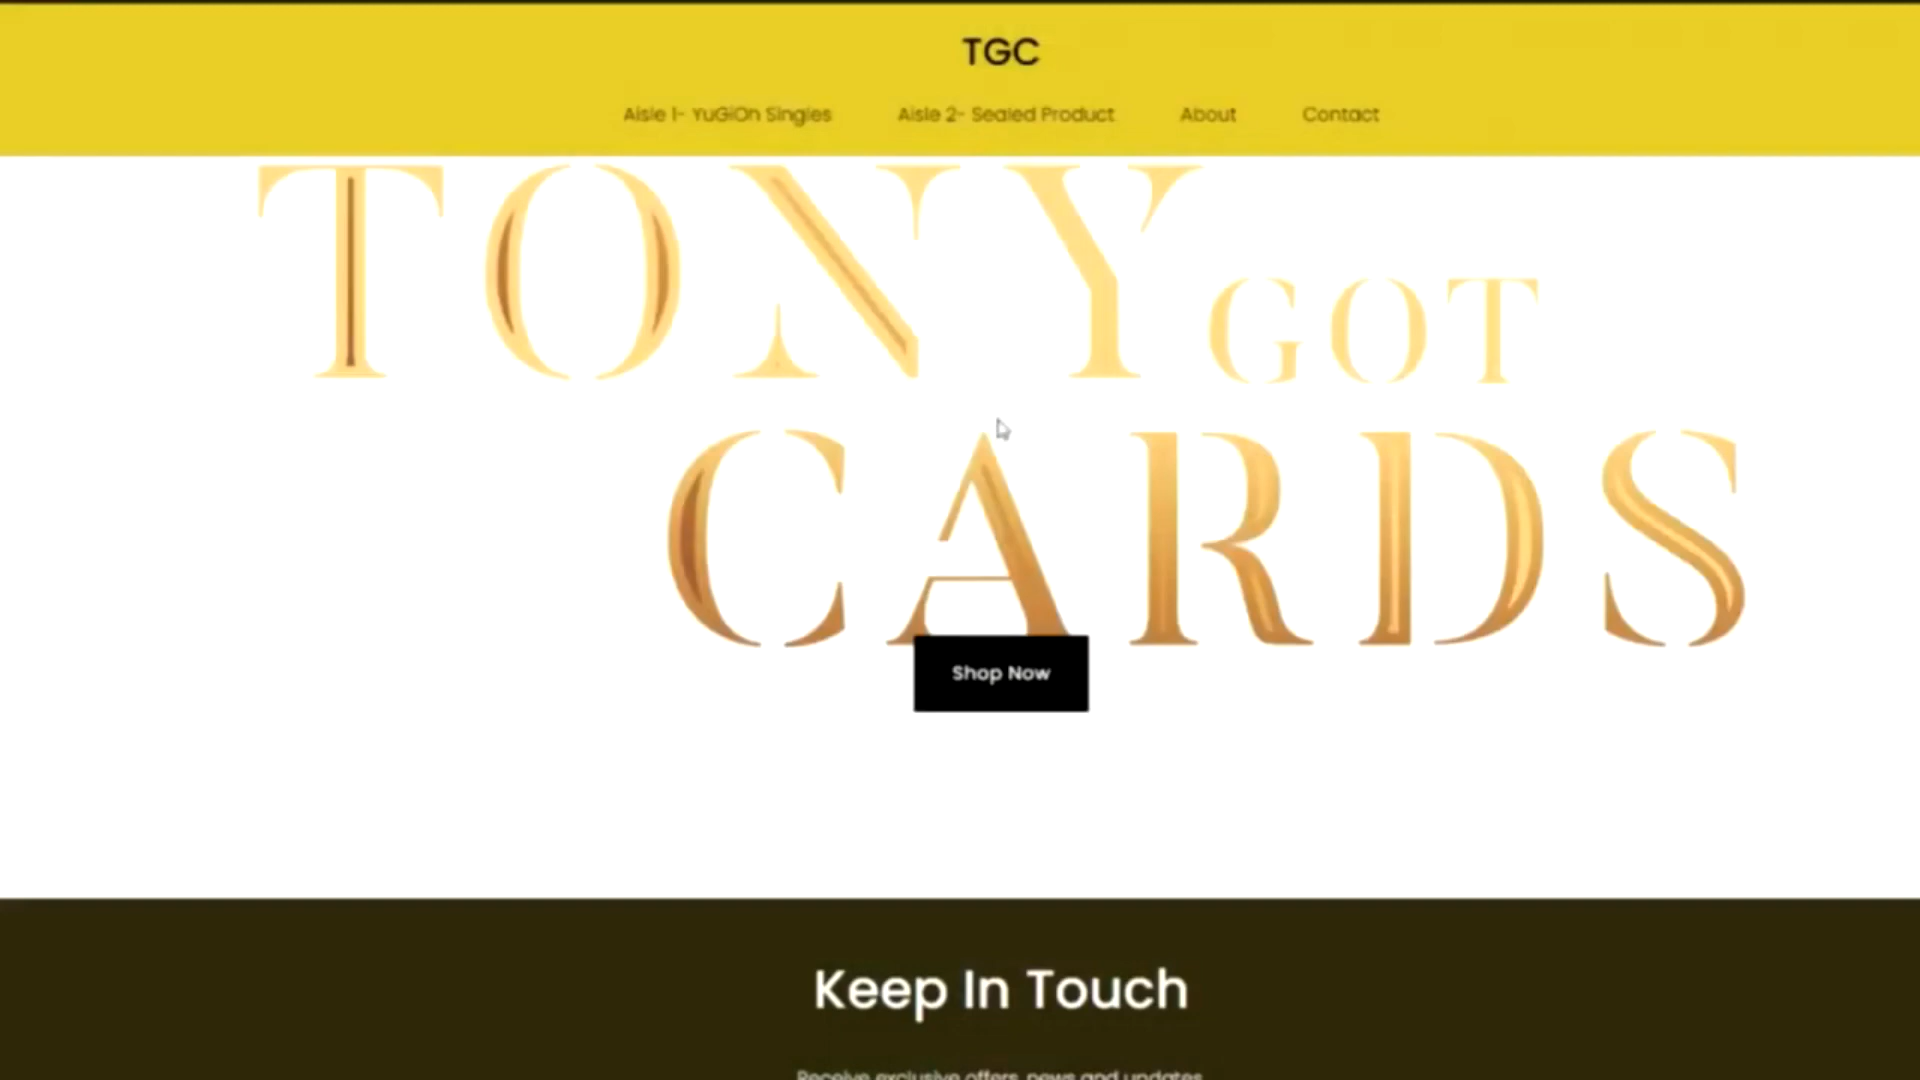 TGC
Aisle 1- YuGiOh Singles Aisle 2- Sealed Product About Contact
TONY GOT
CARDS
Shop Now
Keep In Touch
Receive exclusive offers, news and updates